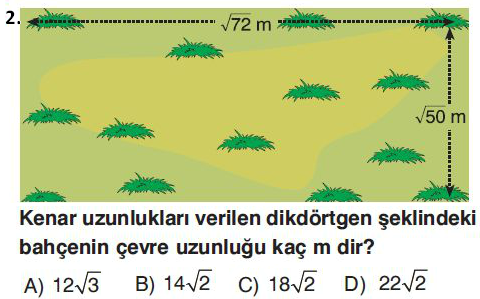 2.
√72 m
√50 m
Kenar uzunlukları verilen dikdörtgen şeklindeki
bahçenin çevre uzunluğu kaç m dir?
A) 12√3 B) 14√2 C) 18√2 D) 22√2